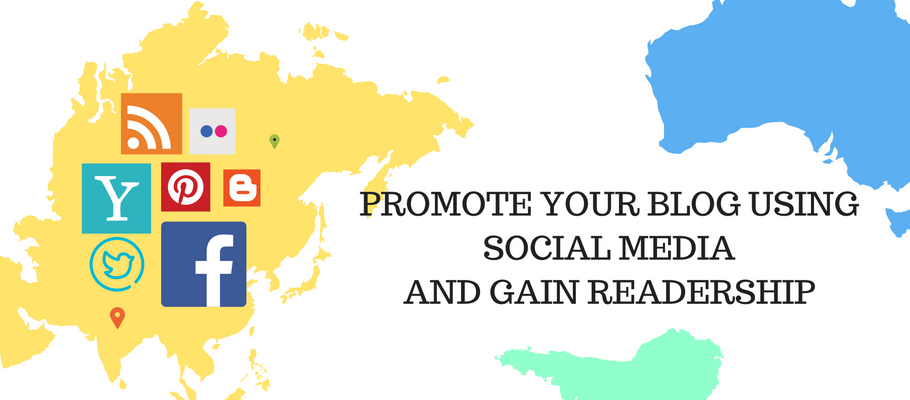 PROMOTE YOUR BLOG USING
SOCIAL MEDIA
AND GAIN READERSHIP